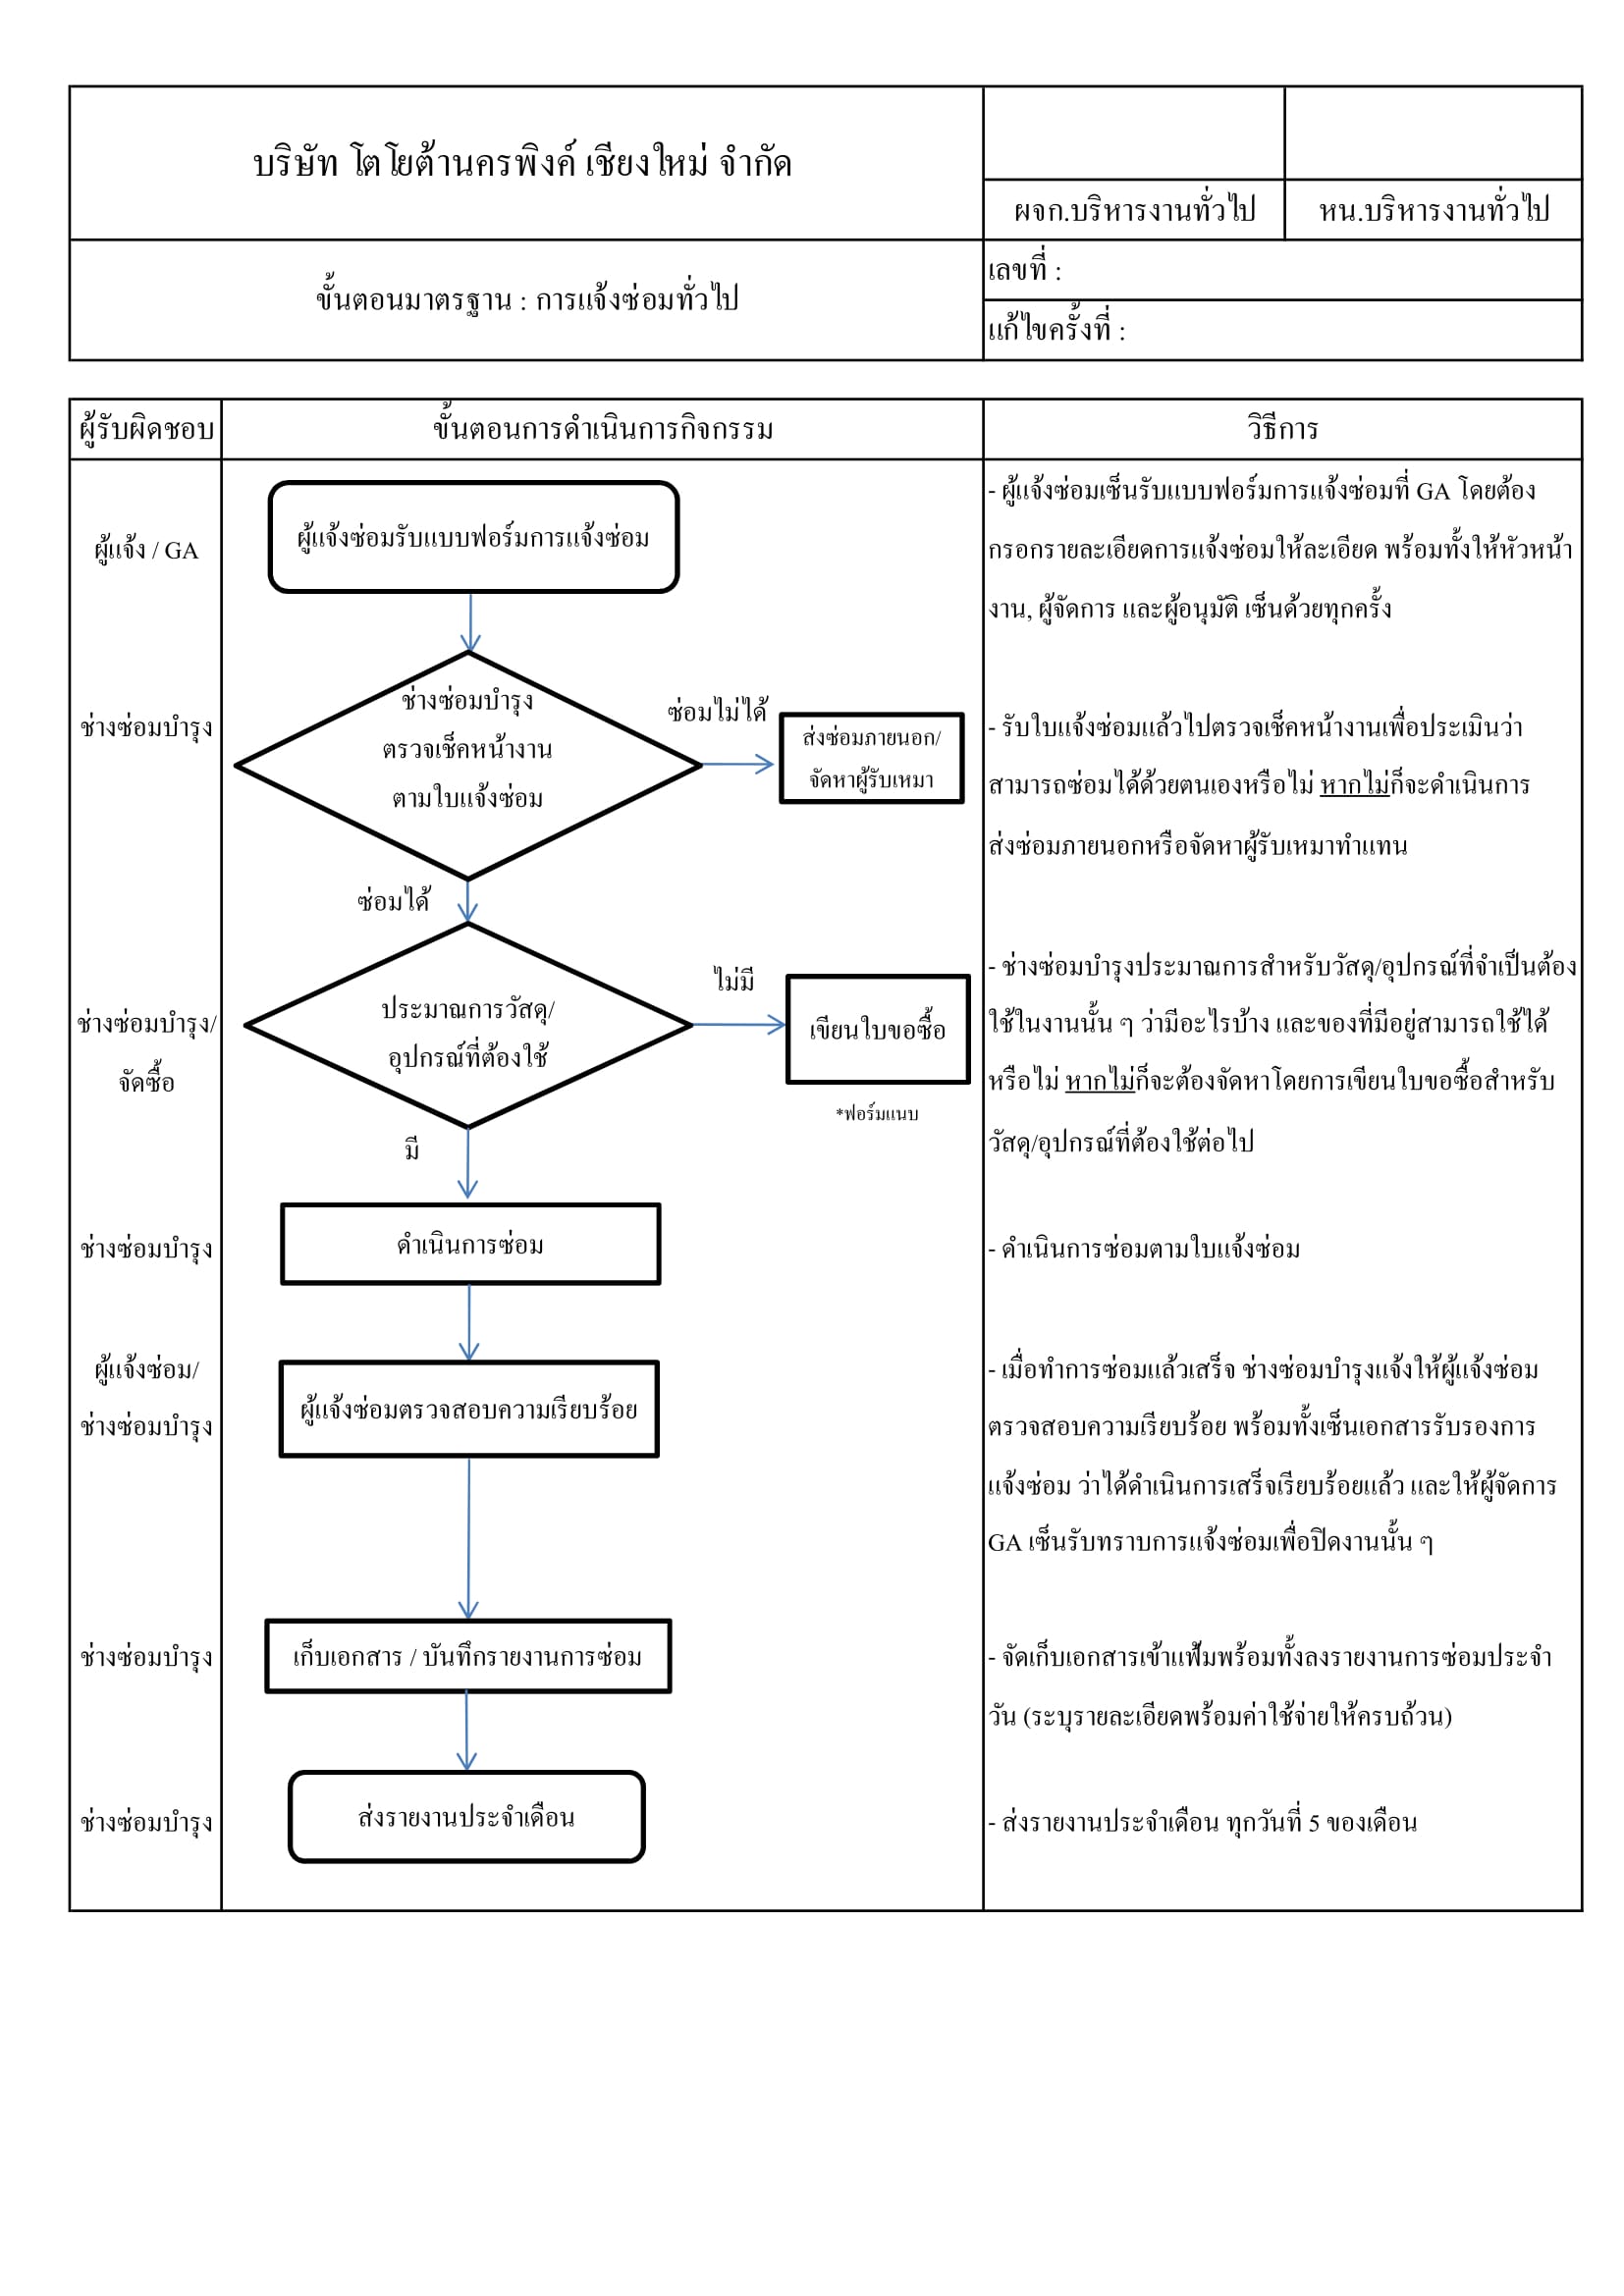 บริษัท โตโยต้านครพิงค์ เชียงใหม่ จำกัด
ผจก.บริหารงานทั่วไป
หน.บริหารงานทั่วไป
ขั้นตอนมาตรฐาน : การแจ้งซ่อมทั่วไป
เลขที่ :
แก้ไขครั้งที่ :
ผู้รับผิดชอบ
ขั้นตอนการดำเนินการกิจกรรม
วิธีการ
ผู้แจ้ง / GA
ผู้แจ้งซ่อมรับแบบฟอร์มการแจ้งซ่อม
- ผู้แจ้งซ่อมเซ็นรับแบบฟอร์มการแจ้งซ่อมที่ GA โดยต้อง
กรอกรายละเอียดการแจ้งซ่อมให้ละเอียด พร้อมทั้งให้หัวหน้า
งาน, ผู้จัดการ และผู้อนุมัติ เซ็นด้วยทุกครั้ง
ช่างซ่อมบำรุง
ช่างซ่อมบำรุง
ตรวจเช็คหน้างาน
ตามใบแจ้งซ่อม
ซ่อมไม่ได้
ส่งซ่อมภายนอก/
จัดหาผู้รับเหมา
- รับใบแจ้งซ่อมแล้วไปตรวจเช็คหน้างานเพื่อประเมินว่า
สามารถซ่อมได้ด้วยตนเองหรือไม่ หากไม่ก็จะดำเนินการ
ส่งซ่อมภายนอกหรือจัดหาผู้รับเหมาทำแทน
ซ่อมได้
ช่างซ่อมบำรุง/
จัดซื้อ
ประมาณการวัสดุ/
อุปกรณ์ที่ต้องใช้
ไม่มี
เขียนใบขอซื้อ
*ฟอร์มแนบ
- ช่างซ่อมบำรุงประมาณการสำหรับวัสดุ/อุปกรณ์ที่จำเป็นต้อง
ใช้ในงานนั้น ๆ ว่ามีอะไรบ้าง และของที่มีอยู่สามารถใช้ได้
หรือไม่ หากไม่ก็จะต้องจัดหาโดยการเขียนใบขอซื้อสำหรับ
วัสดุ/อุปกรณ์ที่ต้องใช้ต่อไป
มี
ช่างซ่อมบำรุง
ดำเนินการซ่อม
- ดำเนินการซ่อมตามใบแจ้งซ่อม
ผู้แจ้งซ่อม/
ช่างซ่อมบำรุง
ผู้แจ้งซ่อมตรวจสอบความเรียบร้อย
- เมื่อทำการซ่อมแล้วเสร็จ ช่างซ่อมบำรุงแจ้งให้ผู้แจ้งซ่อม
ตรวจสอบความเรียบร้อย พร้อมทั้งเซ็นเอกสารรับรองการ
แจ้งซ่อม ว่าได้ดำเนินการเสร็จเรียบร้อยแล้ว และให้ผู้จัดการ
GA เซ็นรับทราบการแจ้งซ่อมเพื่อปิดงานนั้น ๆ
ช่างซ่อมบำรุง
เก็บเอกสาร / บันทึกรายงานการซ่อม
- จัดเก็บเอกสารเข้าแฟ้มพร้อมทั้งลงรายงานการซ่อมประจำ
วัน (ระบุรายละเอียดพร้อมค่าใช้จ่ายให้ครบถ้วน)
ช่างซ่อมบำรุง
ส่งรายงานประจำเดือน
- ส่งรายงานประจำเดือน ทุกวันที่ 5 ของเดือน